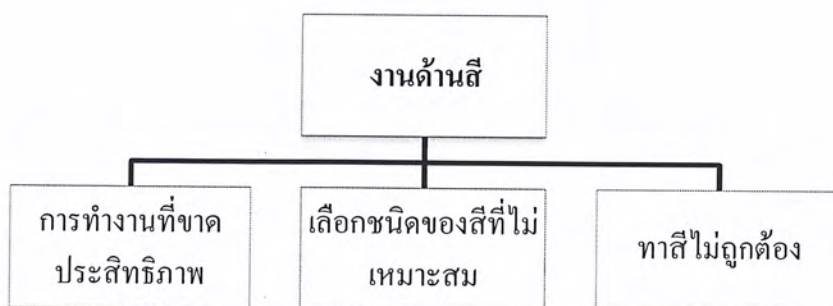 งานด้านสี
การทำงานที่ขาด
ประสิทธิภาพ
เลือกชนิดของสีที่ไม่
เหมาะสม
ทาสีไม่ถูกต้อง